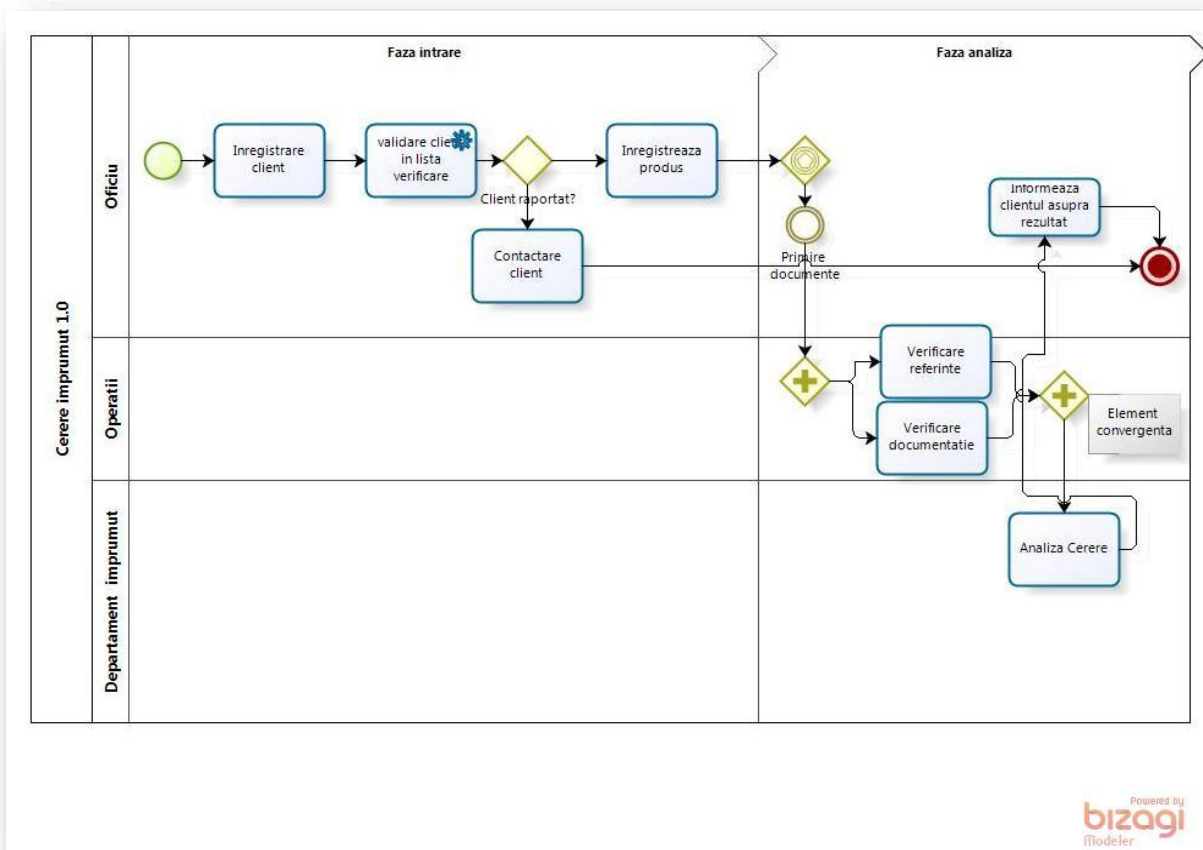 Faza intrare
Faza analiza
Cerere imprumut 1.0
Oficiu
Inregistrare
client
validare client
in lista
verificare
Client raportat?
Inregistreaza
produs
Contactare
client
Primire
documente
Informeaza
clientul asupra
rezultat
Operatii
Verificare
referinte
Verificare
documentatie
Element
convergenta
Departament imprumut
Analiza Cerere
Powered by
bizagi
Modeler